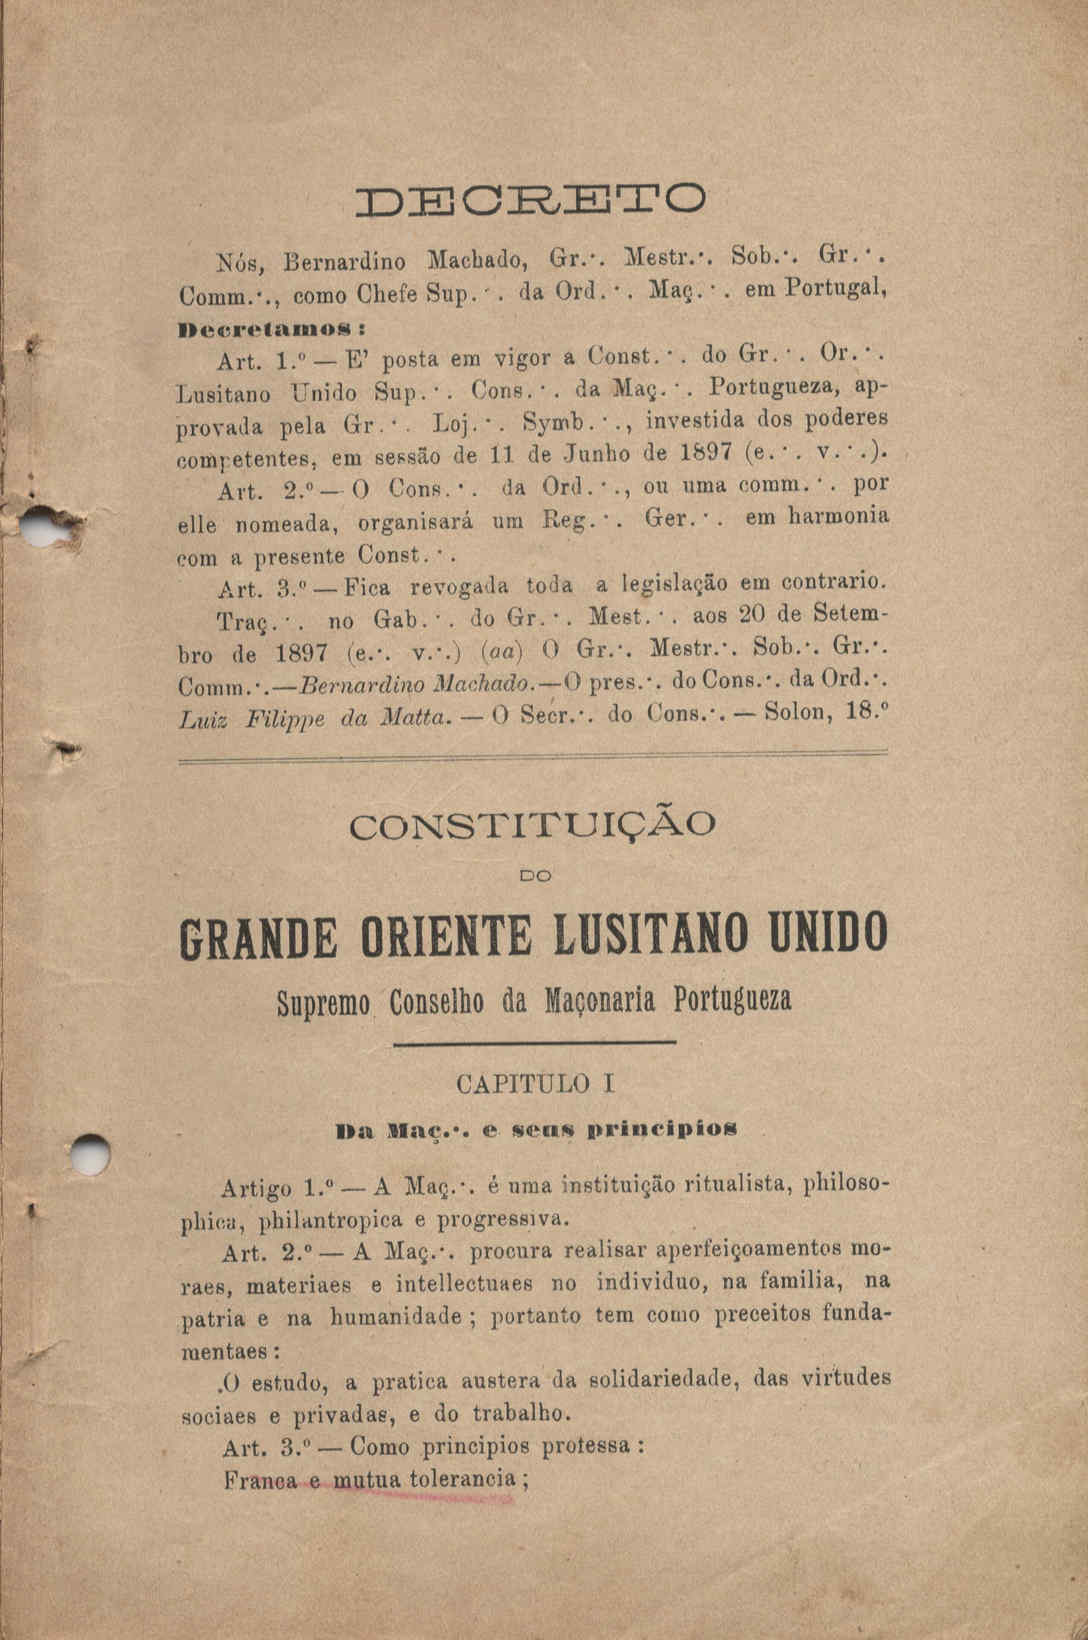 DECRETO
Nós, Bernardino Machado, Gr.·. Mestr.·. Sob.·. Gr.·.
Comm.·., como Chefe Sup.·. da Ord.·. Maç.·. em Portugal,
Decretamos:
Art. 1.º — E' posta em vigor a Const.·. do Gr.·. Or.·.
Lusitano Unido Sup.·. Cons.·. da Maç.·. Portugueza, ap-
provada pela Gr.·. Loj.·. Symb.·., investida dos poderes
competentes, em sessão de 11 de Junho de 1897 (e.·. v.·.).
Art. 2.º — O Cons.·. da Ord.·., ou uma comm.·. por
elle nomeada, organisará um Reg.·. Ger.·. em harmonia
com a presente Const.·.
Art. 3.º — Fica revogada toda a legislação em contrario.
Traç.·. no Gab.·. do Gr.·. Mest.·. aos 20 de Setem-
bro de 1897 (e.·. v.·.) (aa) O Gr.·. Mestr.·. Sob.·. Gr.·.
Comm.·.—Bernardino Machado.—O pres.·. do Cons.·. da Ord.·.
Luiz Filippe da Matta. — O Secr.·. do Cons.·. — Solon, 18.º
CONSTITUIÇÃO
DO
GRANDE ORIENTE LUSITANO UNIDO
Supremo Conselho da Maçonaria Portugueza
CAPITULO I
Da Maç.·. e seus principios
Artigo 1.º — A Maç.·. é uma instituição ritualista, philoso-
phica, philantropica e progressiva.
Art. 2.º — A Maç.·. procura realisar aperfeiçoamentos mo-
raes, materiaes e intellectuaes no individuo, na familia, na
patria e na humanidade ; portanto tem como preceitos funda-
mentaes :
O estudo, a pratica austera da solidariedade, das virtudes
sociaes e privadas, e do trabalho.
Art. 3.º — Como principios professa :
Franca e mutua tolerancia ;